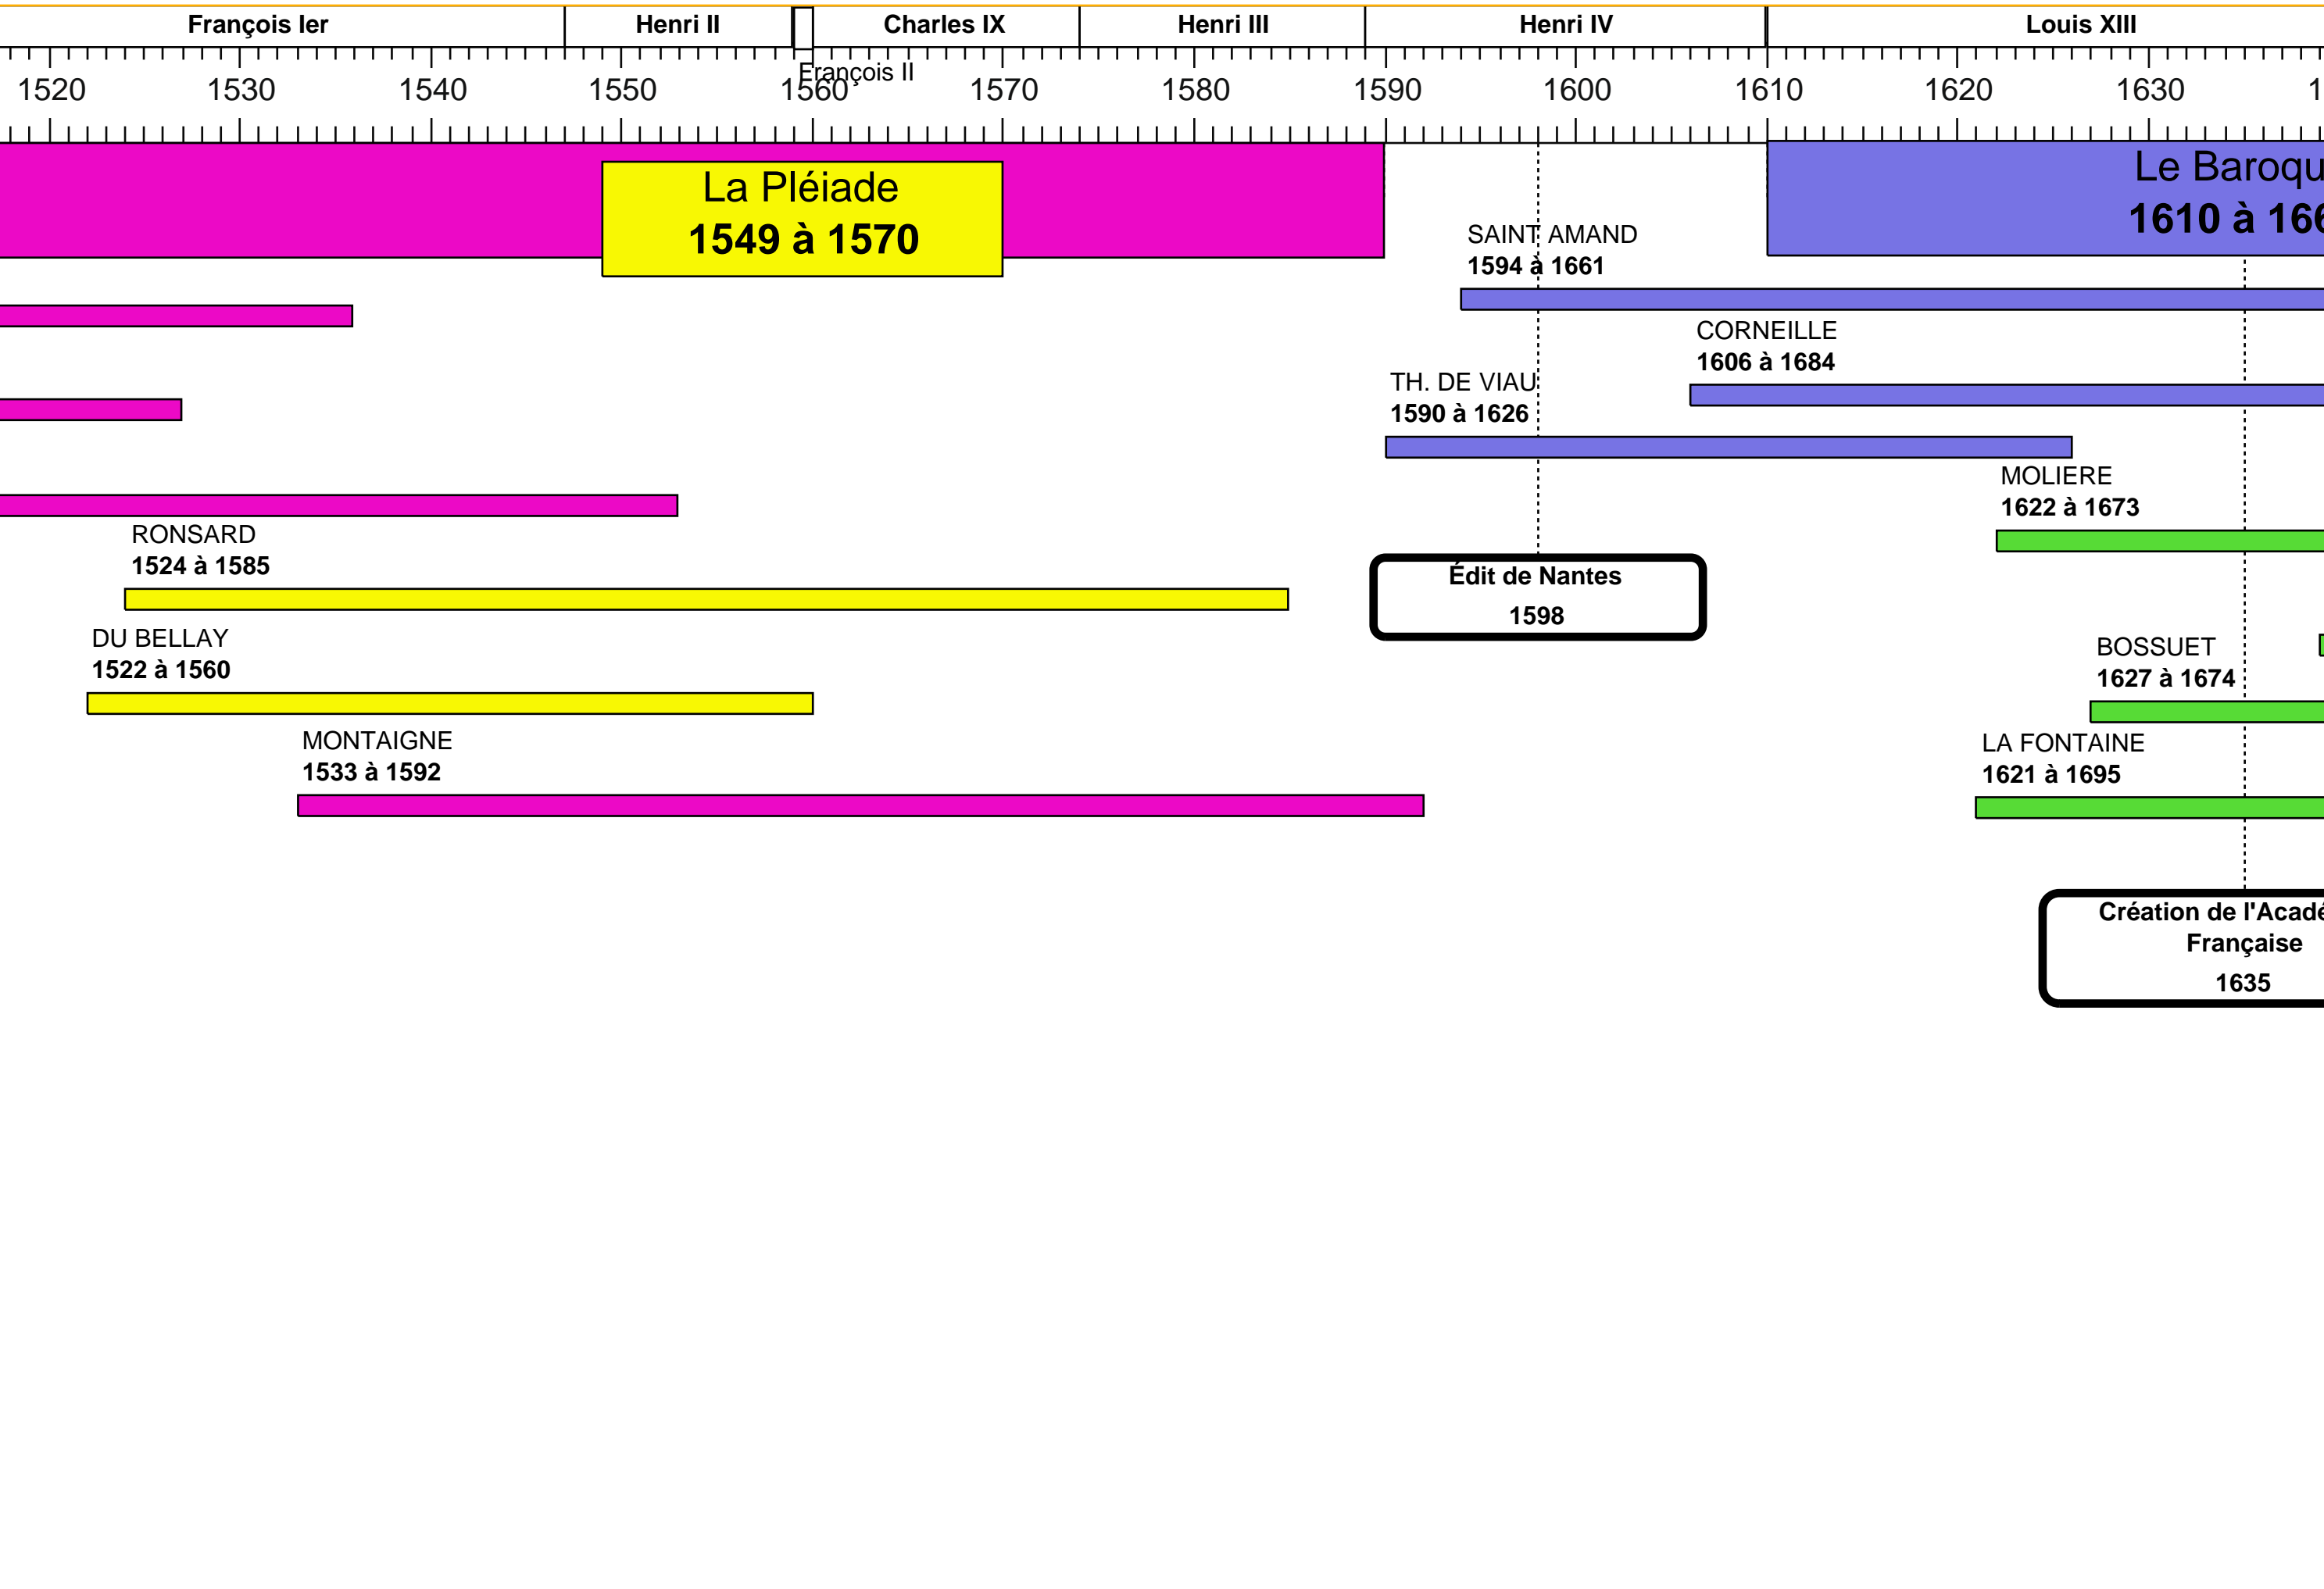 François Ier
Henri II
Charles IX
Henri III
Henri IV
Louis XIII
François II
1520
1530
1540
1550
1560
1570
1580
1590
1600
1610
1620
1630
La Pléiade
1549 à 1570
1610 à
SAINT AMAND
1594 à 1661
CORNEILLE
1606 à 1684
TH. DE VIAU
1590 à 1626
MOLIERE
1622 à 1673
RONSARD
1524 à 1585
Édit de Nantes
1598
DU BELLAY
1522 à 1560
BOSSUET
1627 à 1674
MONTAIGNE
1533 à 1592
LA FONTAINE
1621 à 1695
Création de
Française
1635